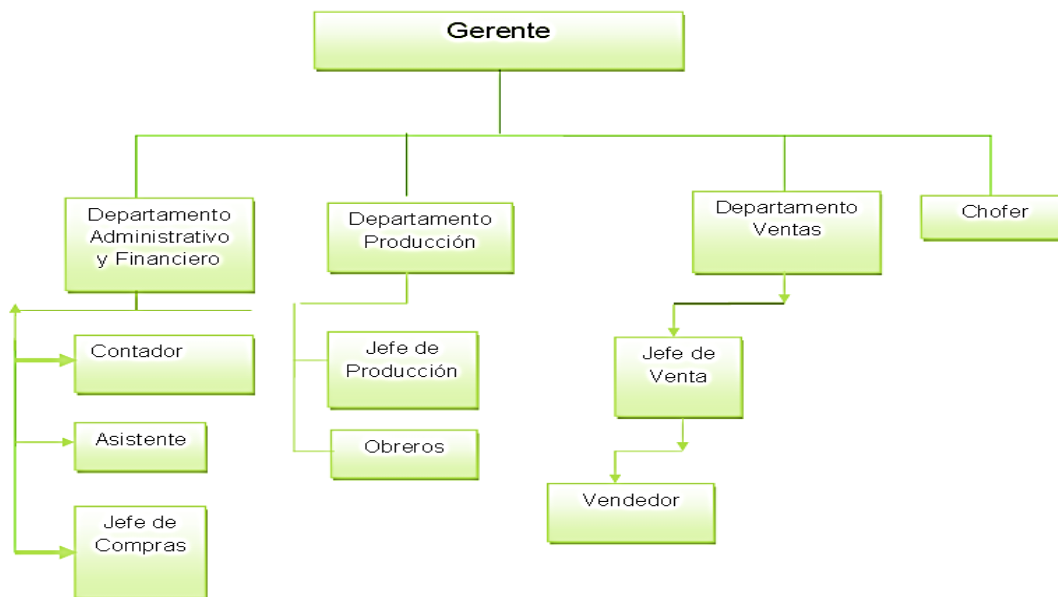 Gerente
Departamento
Administrativo
y Financiero
Departamento
Producción
Departamento
Ventas
Chofer
Contador
Asistente
Jefe de
Compras
Jefe de
Producción
Obreros
Jefe de
Venta
Vendedor